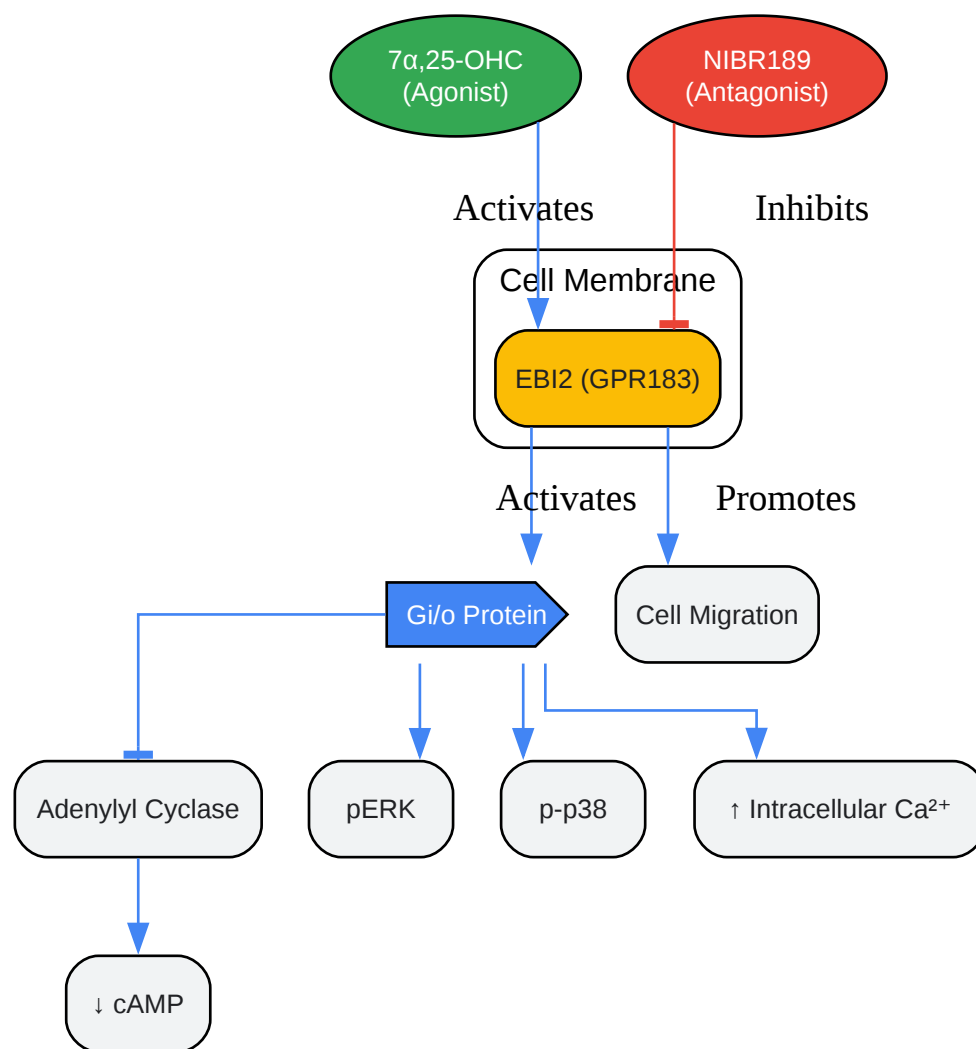 7α,25-OHC
(Agonist)
NIBR189
(Antagonist)
Activates
Inhibits
Cell Membrane
EBI2 (GPR183)
Activates
Promotes
Gi/o Protein
Cell Migration
Adenylyl Cyclase
pERK
p-p38
↑ Intracellular Ca²⁺
↓ cAMP